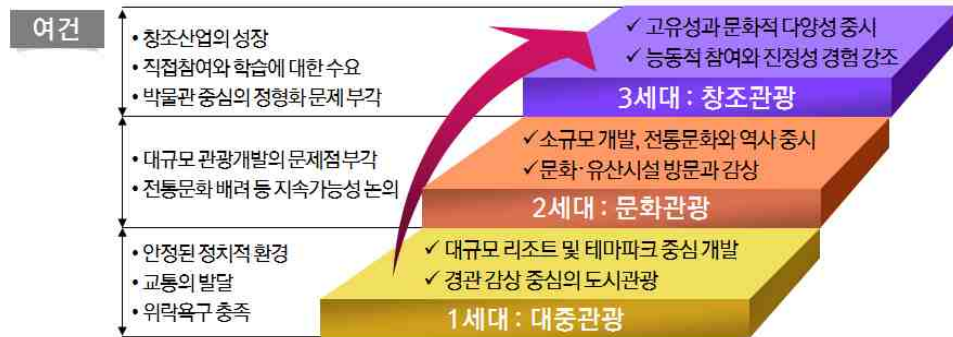 여건
• 창조산업의 성장
• 직접참여와 학습에 대한 수요
• 박물관 중심의 정형화 문제 부각
✓ 고유성과 문화적 다양성 중시
✓ 능동적 참여와 진정성 경험 강조
3세대 : 창조관광
• 대규모 관광개발의 문제점부각
• 전통문화 배려 등 지속가능성 논의
✓ 소규모 개발, 전통문화와 역사 중시
✓ 문화·유산시설 방문과 감상
2세대 : 문화관광
• 안정된 정치적 환경
• 교통의 발달
• 위락욕구 충족
✓ 대규모 리조트 및 테마파크 중심 개발
✓ 경관 감상 중심의 도시관광
1세대 : 대중관광